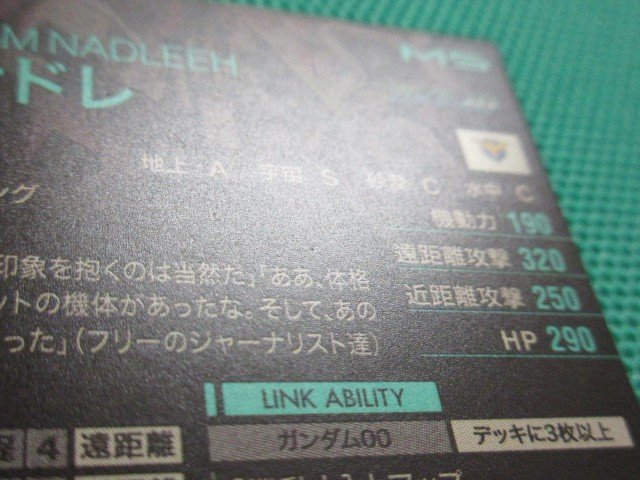 M NADLEEH
MS
ドレ
地上 A 宇宙 S 砂漠 C 水中 C
ング
機動力 190
遠距離攻撃 320
近距離攻撃 250
HP 290
印象を抱くのは当然だ」「ああ、体格
ットの機体があったな。そして、あの
った」(フリーのジャーナリスト達)
LINK ABILITY
4 遠距離
ガンダム00
デッキに3枚以上